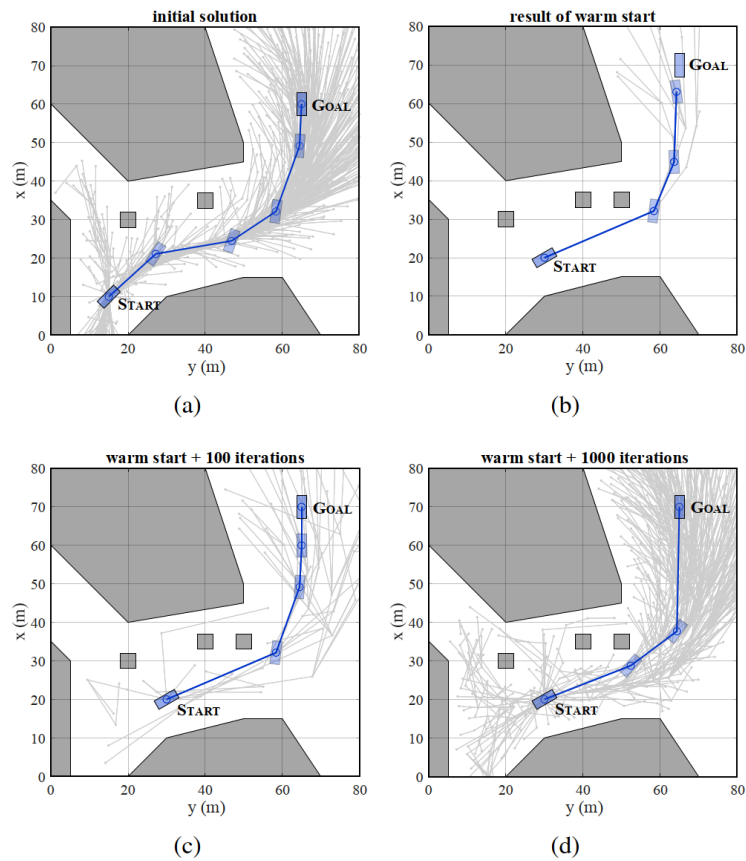 initial solution
80
70
60
50
40
30
20
10
0
x (m)
GOAL
START
0 20 40 60 80
y (m)
(a)
result of warm start
80
70
60
50
40
30
20
10
0
x (m)
GOAL
START
0 20 40 60 80
y (m)
(b)
warm start + 100 iterations
80
70
60
50
40
30
20
10
0
x (m)
GOAL
START
0 20 40 60 80
y (m)
(c)
warm start + 1000 iterations
80
70
60
50
40
30
20
10
0
x (m)
GOAL
START
0 20 40 60 80
y (m)
(d)